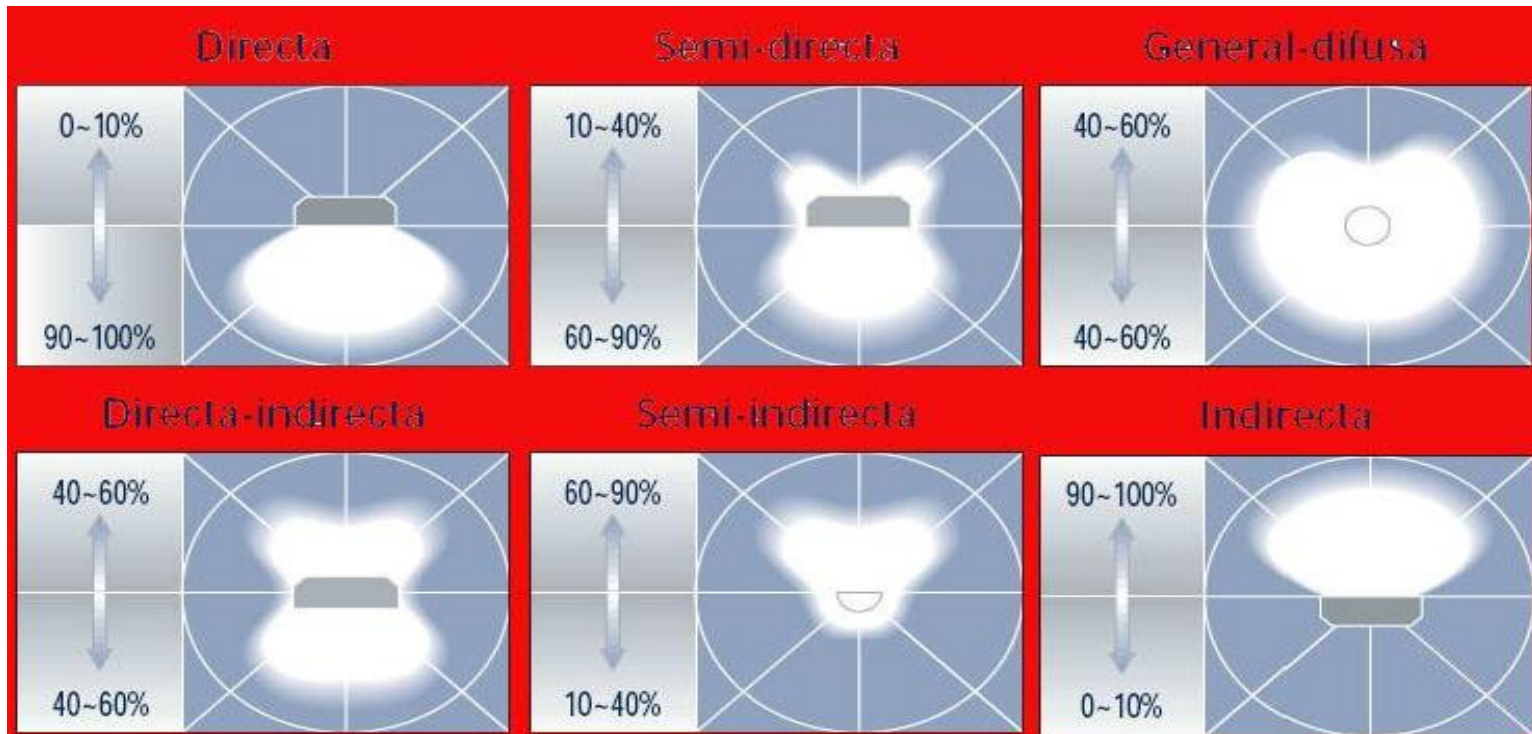 Directa
Semi-directa
General-difusa
0~10%
90~100%
10~40%
60~90%
40~60%
40~60%
Directa-indirecta
Semi-indirecta
Indirecta
40~60%
40~60%
60~90%
10~40%
90~100%
0~10%